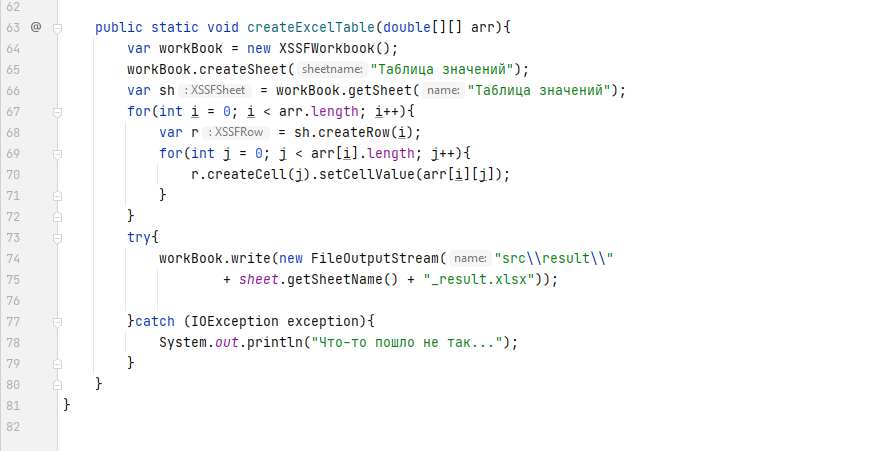 62
63 @ public static void createExcelTable(double[][] arr){
64 var workBook = new XSSFWorkbook();
65 workBook.createSheet( sheetname: "Таблица значений");
66 var sh : XSSFSheet = workBook.getSheet( name: "Таблица значений");
67 for(int i = 0; i < arr.length; i++){
68 var r : XSSFRow = sh.createRow(i);
69 for(int j = 0; j < arr[i].length; j++){
70 r.createCell(j).setCellValue(arr[i][j]);
71 }
72 }
73 try{
74 workBook.write(new FileOutputStream( name: "src\\result\\"
75 + sheet.getSheetName() + "_result.xlsx"));
76
77 }catch (IOException exception){
78 System.out.println("Что-то пошло не так...");
79 }
80 }
81 }
82